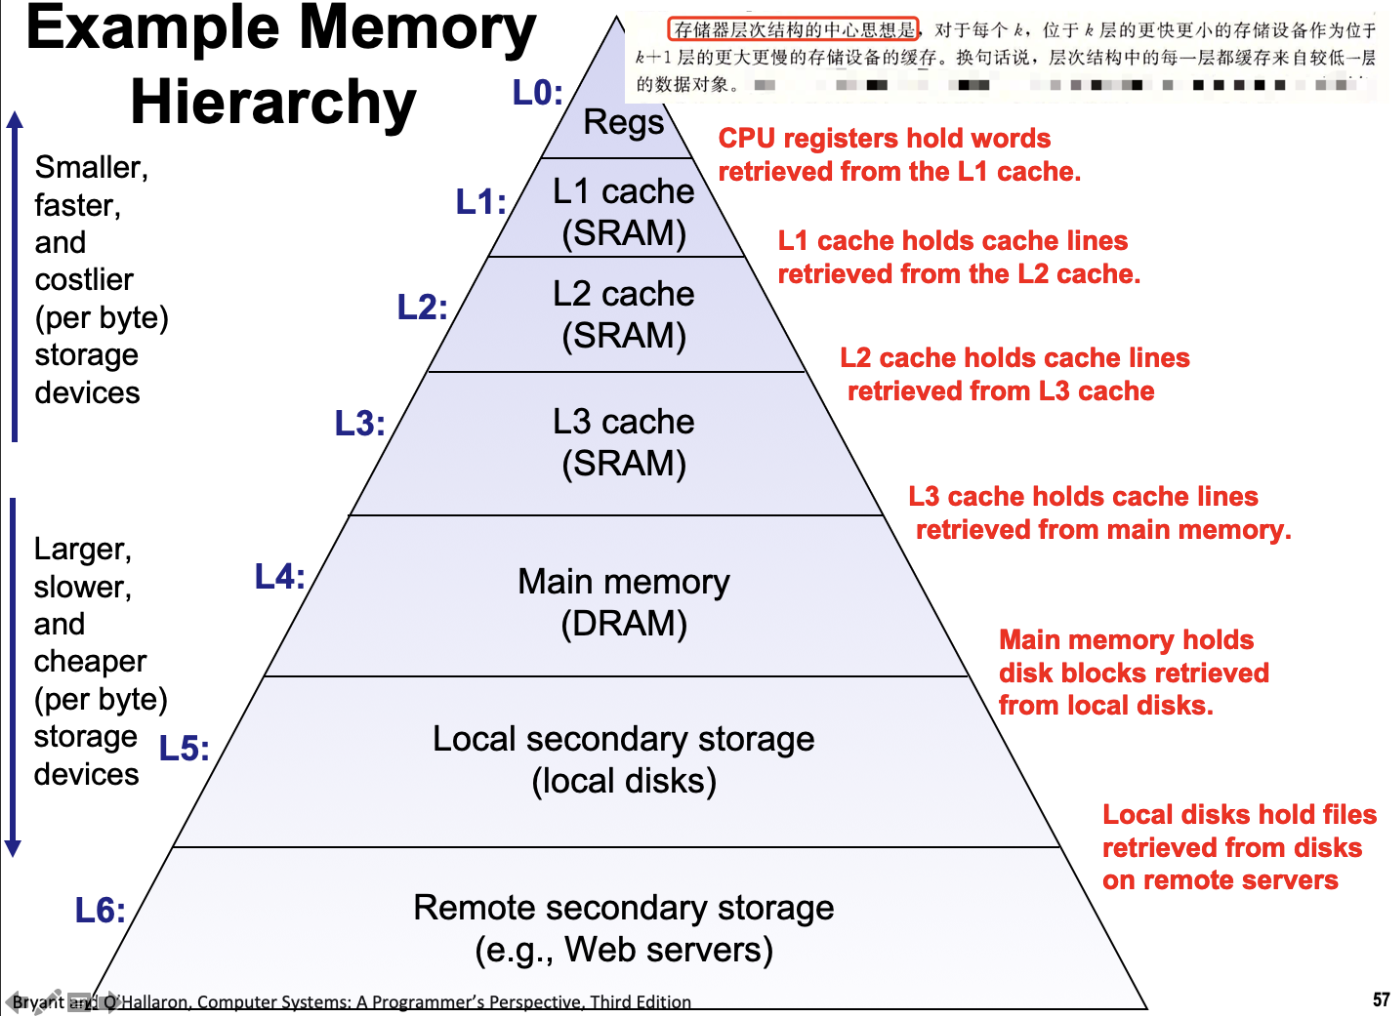 Example Memory
Hierarchy
存储器层次结构的中心思想是，对于每个 k，位于 k 层的更快更小的存储设备作为位于
k+1 层的更大更慢的存储设备的缓存。换句话说，层次结构中的每一层都缓存来自较低一层
的数据对象。
L0:
Regs
CPU registers hold words
retrieved from the L1 cache.
Smaller,
faster,
and
costlier
(per byte)
storage
devices
L1:
L1 cache
(SRAM)
L1 cache holds cache lines
retrieved from the L2 cache.
L2:
L2 cache
(SRAM)
L2 cache holds cache lines
retrieved from L3 cache
L3:
L3 cache
(SRAM)
L3 cache holds cache lines
retrieved from main memory.
Larger,
slower,
and
cheaper
(per byte)
storage
devices
L4:
Main memory
(DRAM)
Main memory holds
disk blocks retrieved
from local disks.
L5:
Local secondary storage
(local disks)
Local disks hold files
retrieved from disks
on remote servers
L6:
Remote secondary storage
(e.g., Web servers)
Bryant and O'Hallaron, Computer Systems: A Programmer's Perspective, Third Edition
57